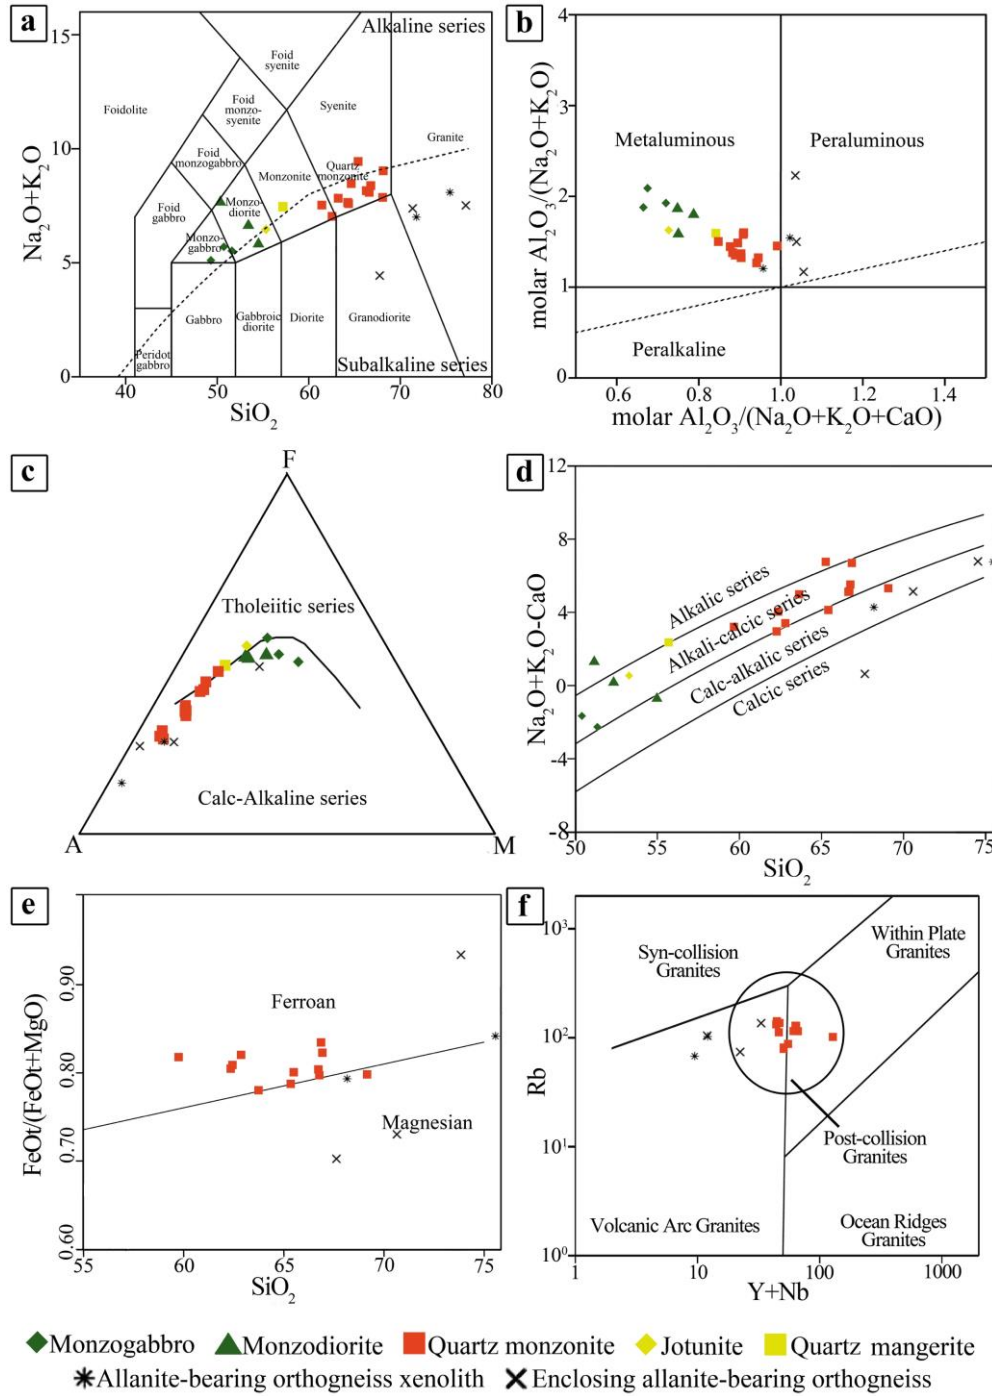 a
Alkaline series
15
10
5
0
Na₂O+K₂O
Foidolite
Foid
syenite
Foid
monzo-
syenite
Syenite
Granite
Foid
monzogabbro
Monzonite
Quartz
monzonite
Foid
gabbro
Monzo-
diorite
Monzo-
gabbro
Gabbro
Gabbroic
diorite
Diorite
Granodiorite
Peridot
gabbro
Subalkaline series
40
50
60
70
80
SiO₂
b
4
3
2
1
0
molar Al₂O₃/(Na₂O+K₂O)
Metaluminous
Peraluminous
Peralkaline
0.6
0.8
1.0
1.2
1.4
molar Al₂O₃/(Na₂O+K₂O+CaO)
c
F
Tholeiitic series
Calc-Alkaline series
A
M
d
12
8
4
0
-4
-8
Na₂O+K₂O-CaO
Alkalic series
Alkali-calcic series
Calc-alkalic series
Calcic series
50
55
60
65
70
75
SiO₂
e
0.90
0.80
0.70
0.60
FeOt/(FeOt+MgO)
Ferroan
Magnesian
55
60
65
70
75
SiO₂
f
10³
10²
10¹
10⁰
Rb
Syn-collision
Granites
Within Plate
Granites
Post-collision
Granites
Volcanic Arc Granites
Ocean Ridges
Granites
1
10
100
1000
Y+Nb
Monzogabbro Monzodiorite Quartz monzonite Jotunite Quartz mangerite
Allanite-bearing orthogneiss xenolith Enclosing allanite-bearing orthogneiss